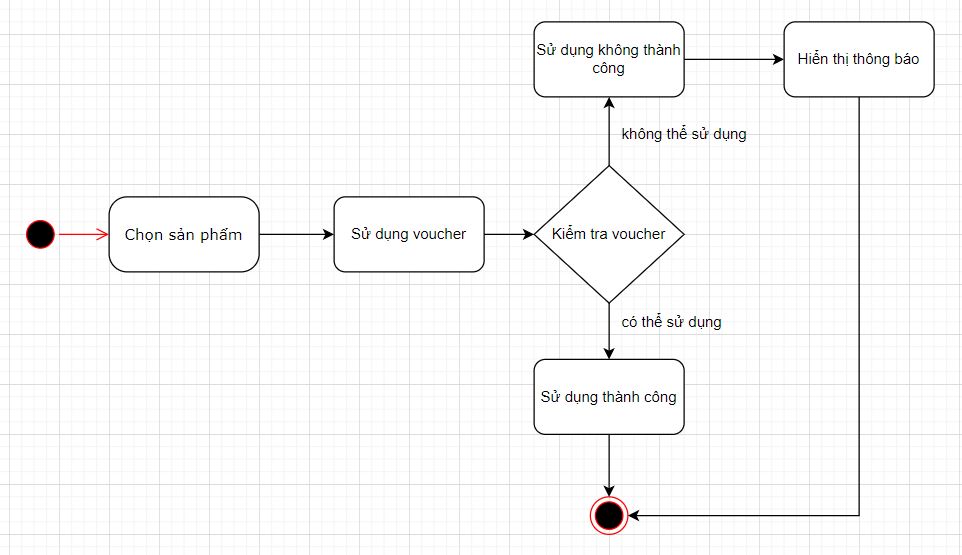 Sử dụng không thành
công
Hiển thị thông báo
không thể sử dụng
Chọn sản phẩm
Sử dụng voucher
Kiểm tra voucher
có thể sử dụng
Sử dụng thành công